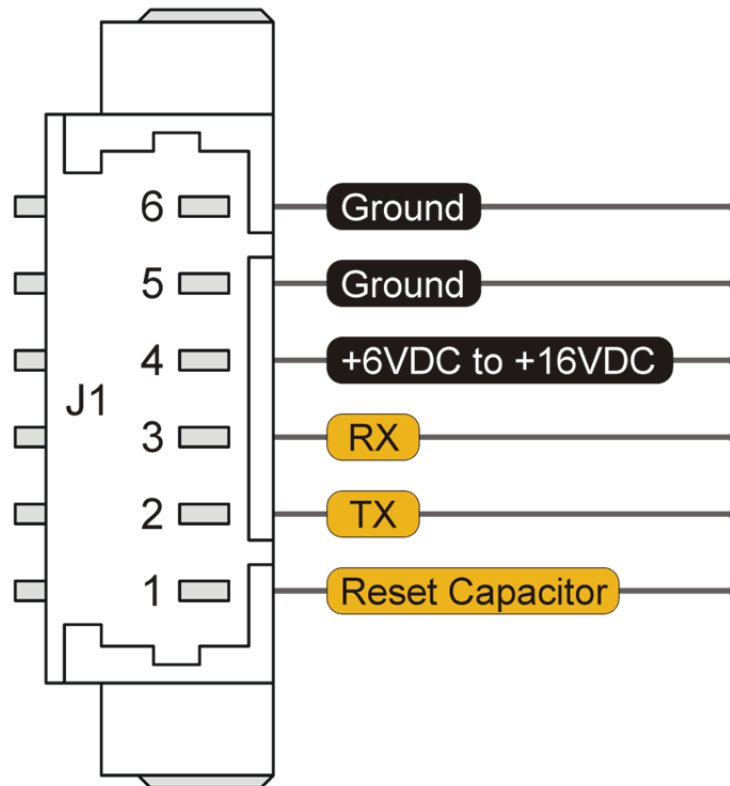 6 Ground
5 Ground
4 +6VDC to +16VDC
J1
3 RX
2 TX
1 Reset Capacitor